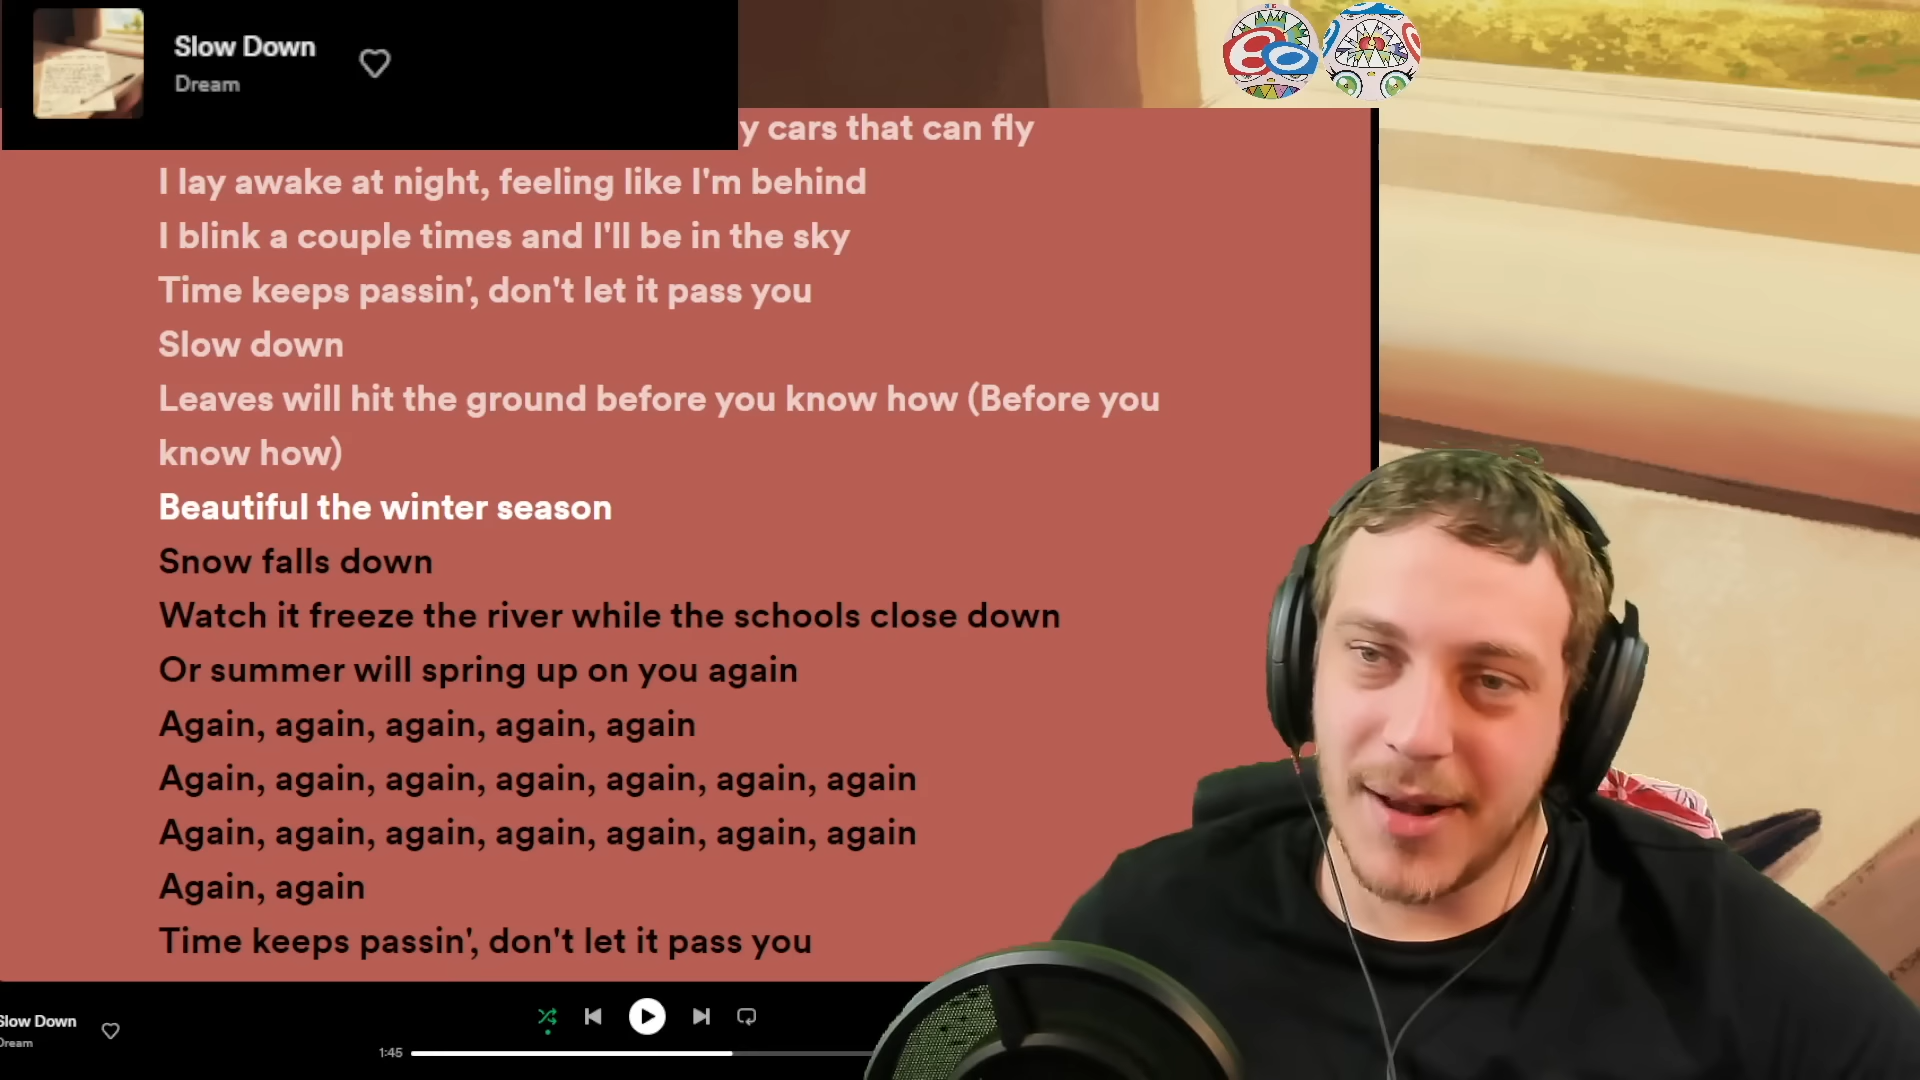 Slow Down
Dream
y cars that can fly
I lay awake at night, feeling like I'm behind
I blink a couple times and I'll be in the sky
Time keeps passin', don't let it pass you
Slow down
Leaves will hit the ground before you know how (Before you
know how)
Beautiful the winter season
Snow falls down
Watch it freeze the river while the schools close down
Or summer will spring up on you again
Again, again, again, again, again
Again, again, again, again, again, again, again
Again, again, again, again, again, again, again
Again, again
Time keeps passin', don't let it pass you
Slow Down
Dream
1:45